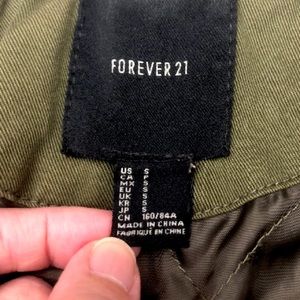 FOREVER 21
US S
CA P
MX S
EU S
UK S
KR S
JP S
CN 160/84A
MADE IN CHINA
FABRIQUÉ EN CHINE